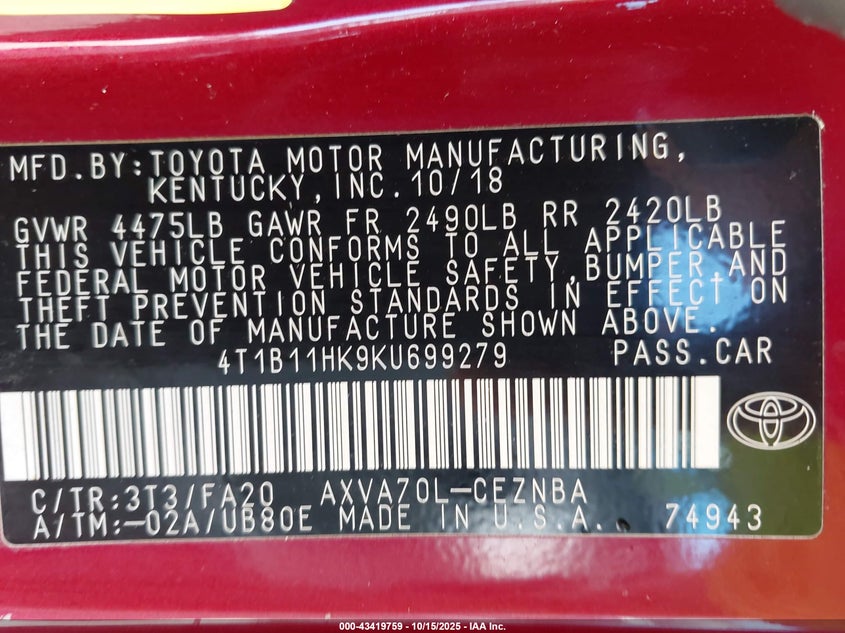 MFD.BY:TOYOTA MOTOR MANUFACTURING,
KENTUCKY,INC.10/18
GVWR 4475LB GAWR FR 2490LB RR 2420LB
THIS VEHICLE CONFORMS TO ALL APPLICABLE
FEDERAL MOTOR VEHICLE SAFETY,BUMPER,AND
THEFT PREVENTION STANDARDS IN EFFECT ON
THE DATE OF MANUFACTURE SHOWN ABOVE.
4T1B11HK9KU699279 PASS.CAR
C/TR:3T3/FA20 AXVA70L-CEZNBA
A/TM:-02A/UB80E MADE IN U.S.A. 74943
000-43419759 - 10/15/2025 - IAA Inc.